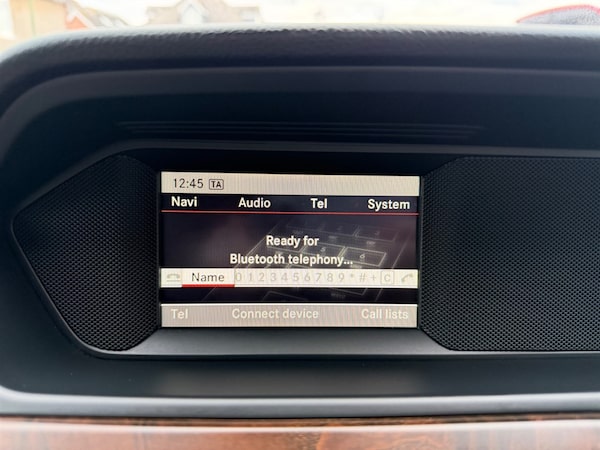 12:45 TA
Navi Audio Tel System
Ready for
Bluetooth telephony...
Name 0 1 2 3 4 5 6 7 8 9 * # + C
Tel Connect device Call lists